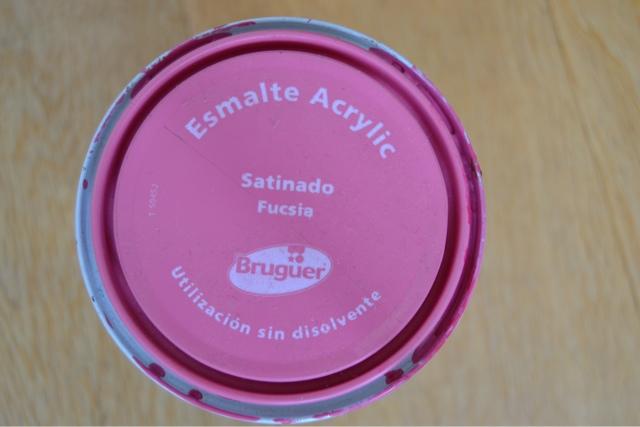 Esmalte Acrylic
Satinado
Fucsia
Bruguer
Utilización sin disolvente